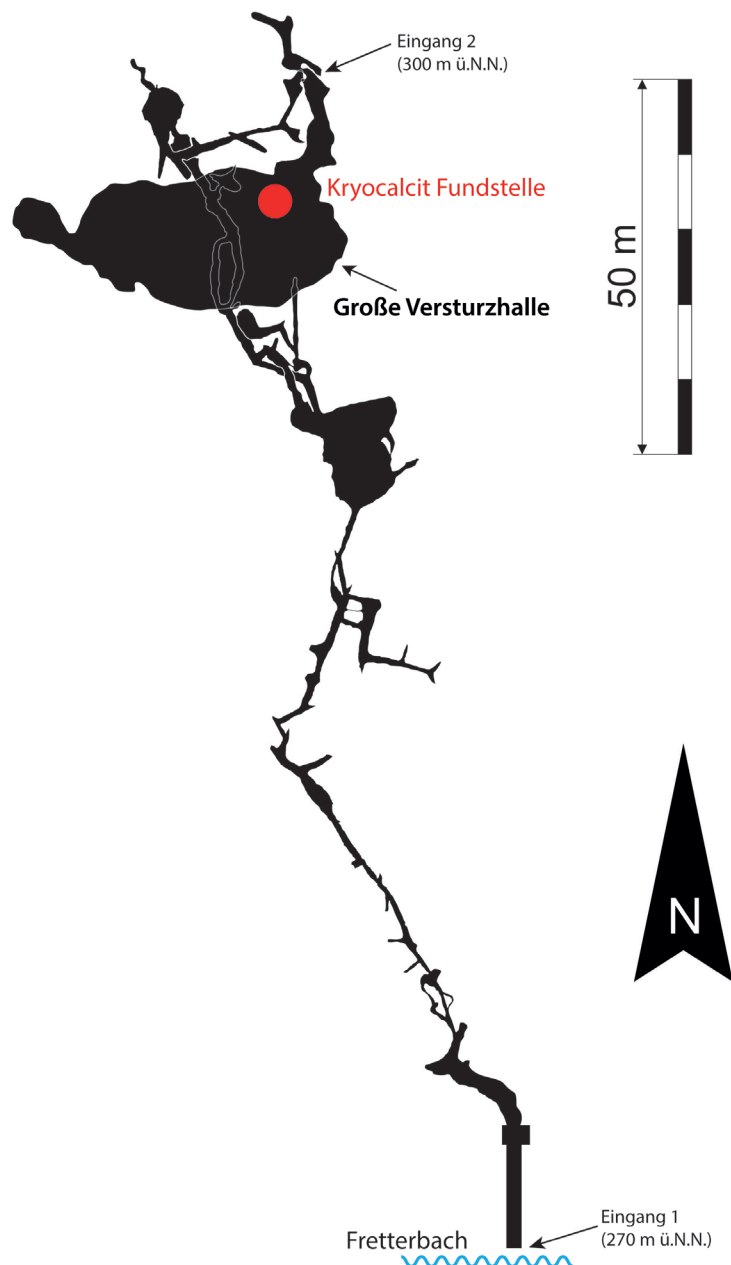 Eingang 2
(300 m ü.N.N.)
Kryocalcit Fundstelle
Große Versturzhalle
50 m
N
Eingang 1
(270 m ü.N.N.)
Fretterbach